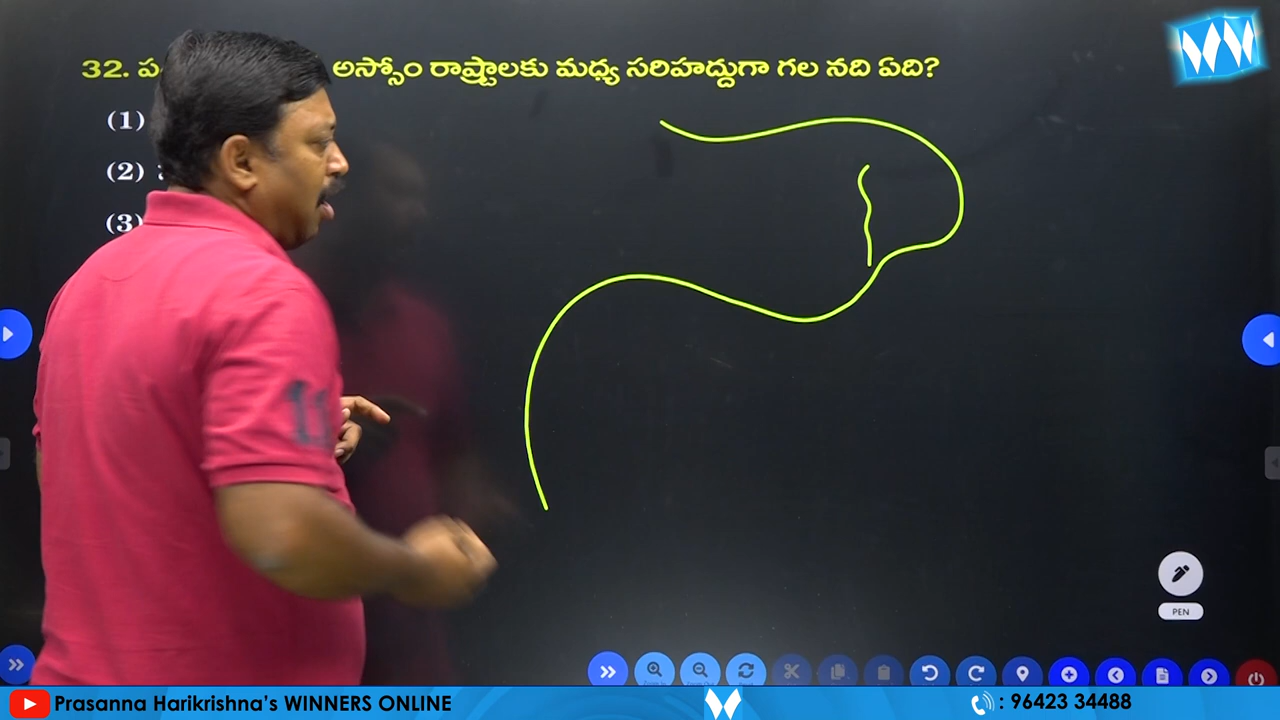 32. అస్సోం రాష్ట్రాలకు మధ్య సరిహద్దుగా గల నది ఏది?
(1)
(2)
(3)
PEN
Prasanna Harikrishna's WINNERS ONLINE
: 96423 34488